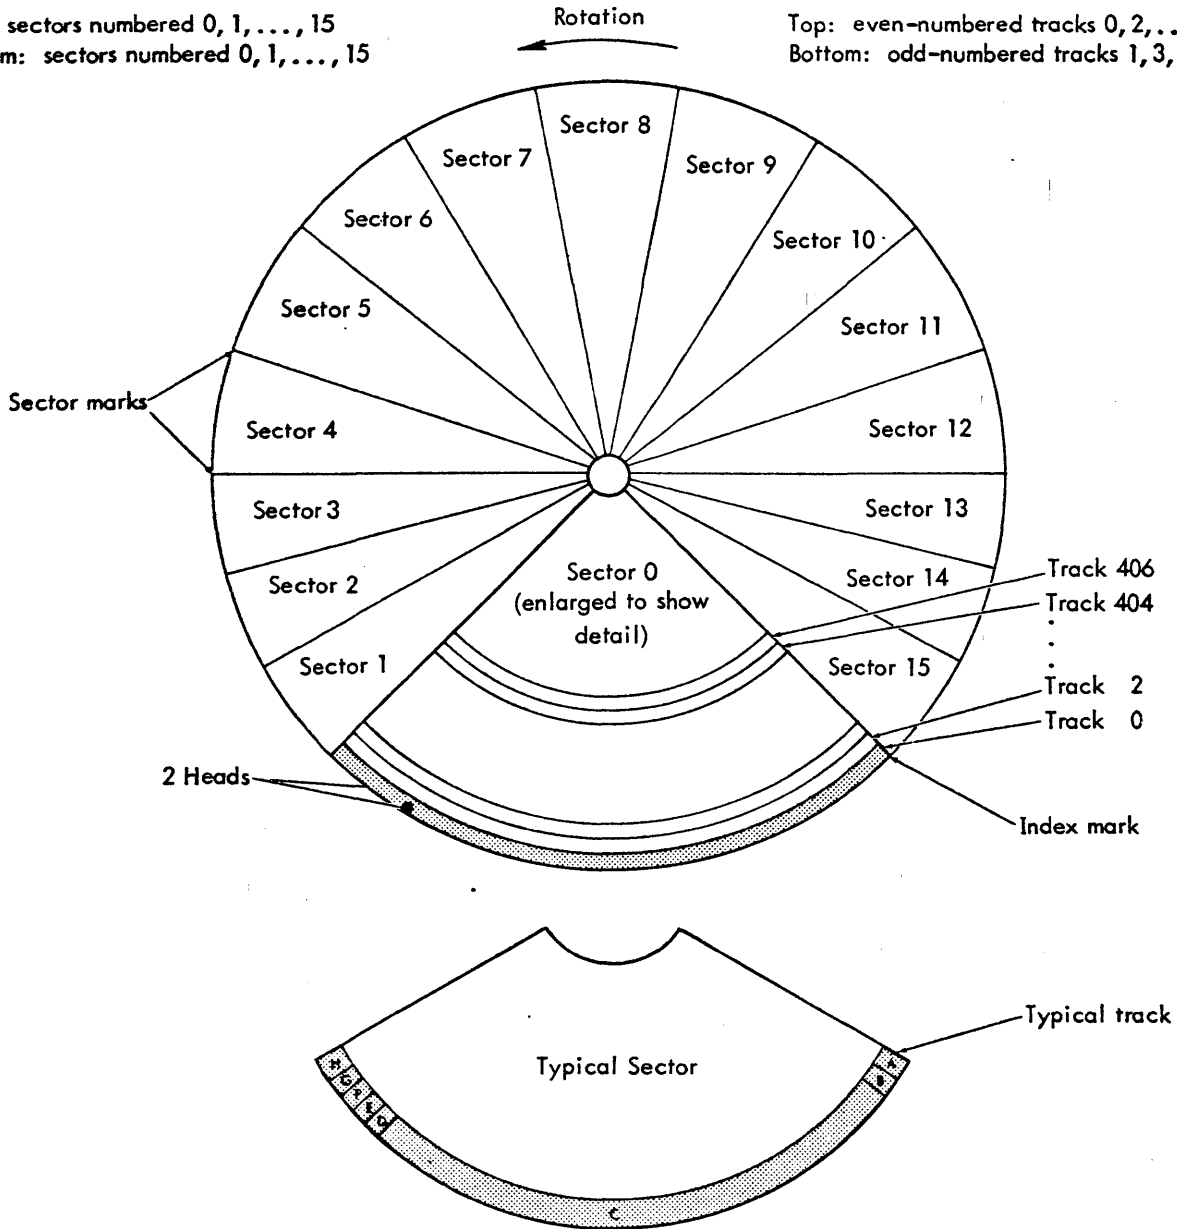 sectors numbered 0, 1, . . . , 15
m: sectors numbered 0, 1, . . . , 15
Rotation
Top: even-numbered tracks 0, 2, . .
Bottom: odd-numbered tracks 1, 3,
Sector 8
Sector 7
Sector 9
Sector 6
Sector 10
Sector 5
Sector 11
Sector marks
Sector 4
Sector 12
Sector 3
Sector 13
Sector 2
Sector 14
Sector 0
(enlarged to show
detail)
Track 406
Track 404
.
.
.
Sector 1
Sector 15
Track 2
Track 0
2 Heads
Index mark
Typical track
Typical Sector
H
G
F
E
D
A
B
C